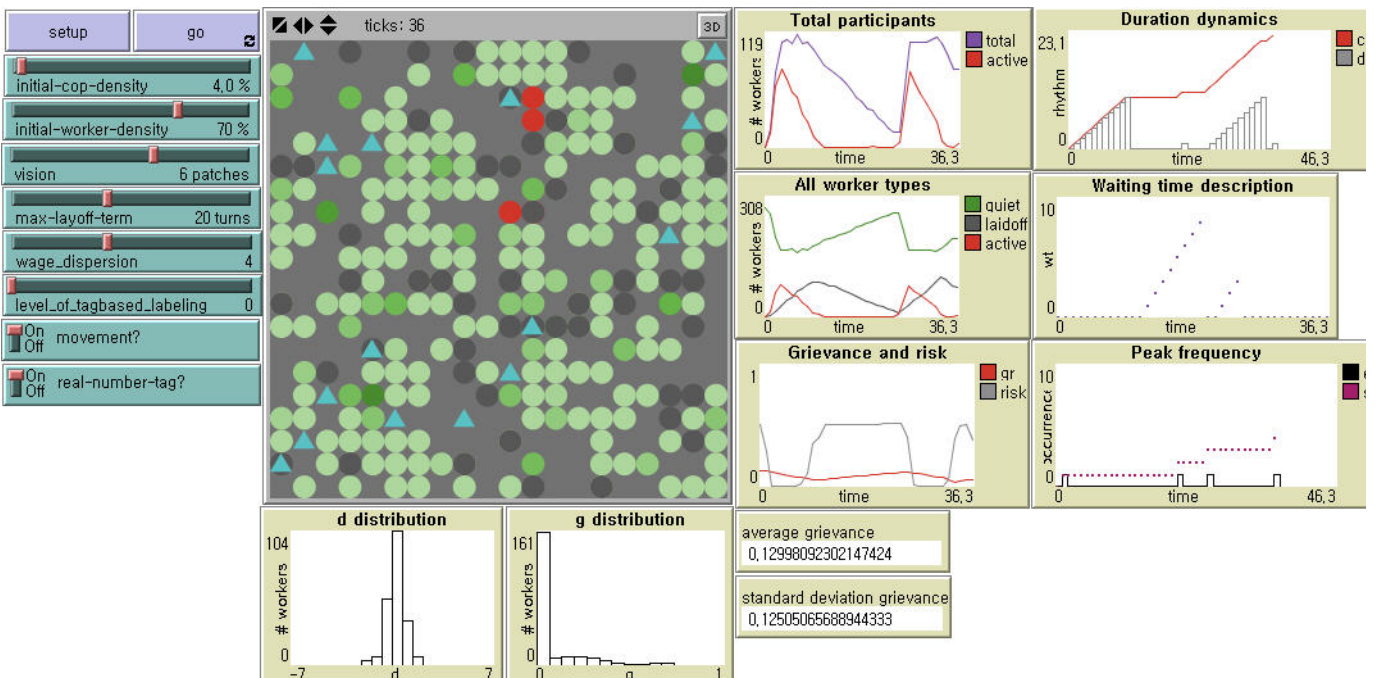 setup
go
initial-cop-density 4,0 %
initial-worker-density 70 %
vision 6 patches
max-layoff-term 20 turns
wage_dispersion 4
level_of_tagbased_labeling 0
On
Off
movement?
On
Off
real-number-tag?
ticks: 36
3D
Total participants
119
# workers
0
0
time
36,3
total
active
Duration dynamics
23,1
rhythm
0
0
time
46,3
c
d
All worker types
308
# workers
0
0
time
36,3
quiet
laidoff
active
Waiting time description
10
wt
0
0
time
36,3
Grievance and risk
1
0
0
time
36,3
gr
risk
Peak frequency
10
occurrence
0
0
time
46,3
d distribution
104
# workers
0
-7
d
7
g distribution
161
# workers
0
0
g
1
average grievance
0,12998092302147424
standard deviation grievance
0,12505065688944333